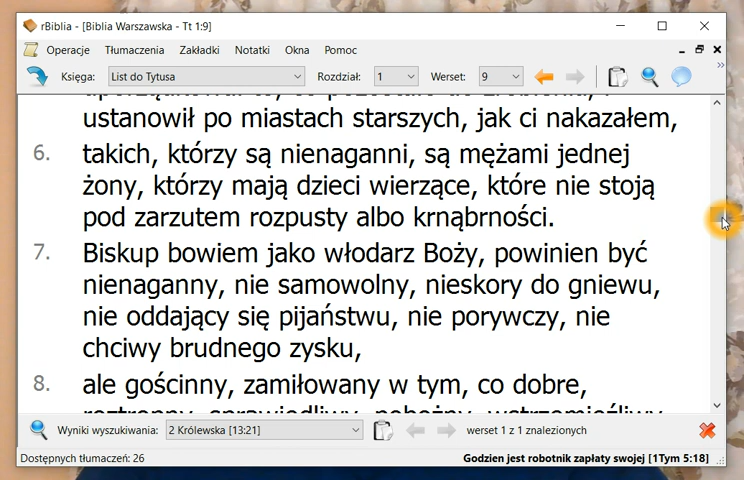 rBiblia - [Biblia Warszawska - Tt 1:9]
Operacje Tłumaczenia Zakładki Notatki Okna Pomoc
Księga: List do Tytusa Rozdział: 1 Werset: 9
ustanowił po miastach starszych, jak ci nakazałem,
6. takich, którzy są nienaganni, są mężami jednej
żony, którzy mają dzieci wierzące, które nie stoją
pod zarzutem rozpusty albo krnąbrności.
7. Biskup bowiem jako włodarz Boży, powinien być
nienaganny, nie samowolny, nieskory do gniewu,
nie oddający się pijaństwu, nie porywczy, nie
chciwy brudnego zysku,
8. ale gościnny, zamiłowany w tym, co dobre,
Wyniki wyszukiwania: 2 Królewska [13:21] werset 1 z 1 znalezionych
Dostępnych tłumaczeń: 26 Godzien jest robotnik zapłaty swojej [1Tym 5:18]